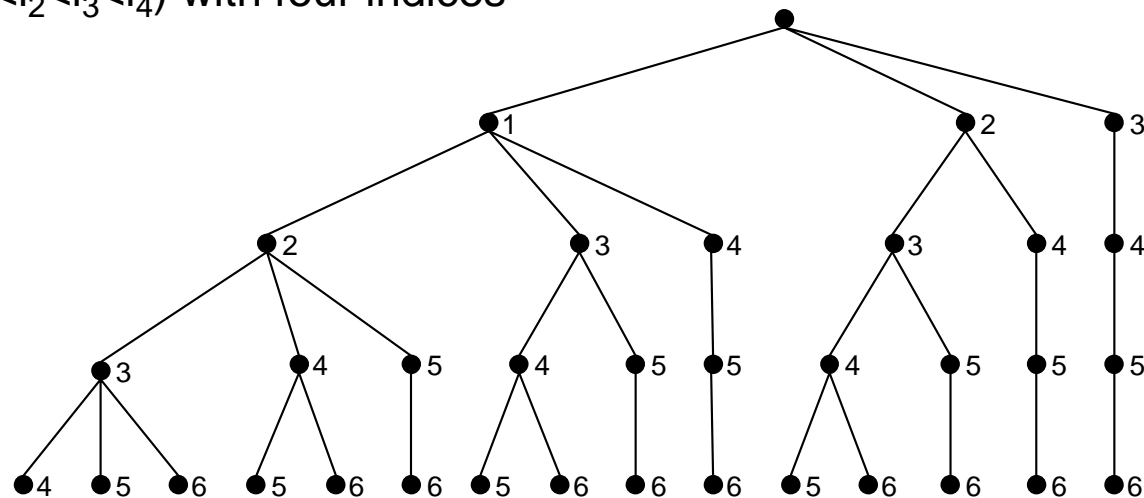 <i₂<i₃<i₄) with four indices
1 2 3
2 3 4 3 4 4
3 4 5 4 5 5 4 5 5 5
4 5 6 5 6 6 5 6 6 6 5 6 6 6 6